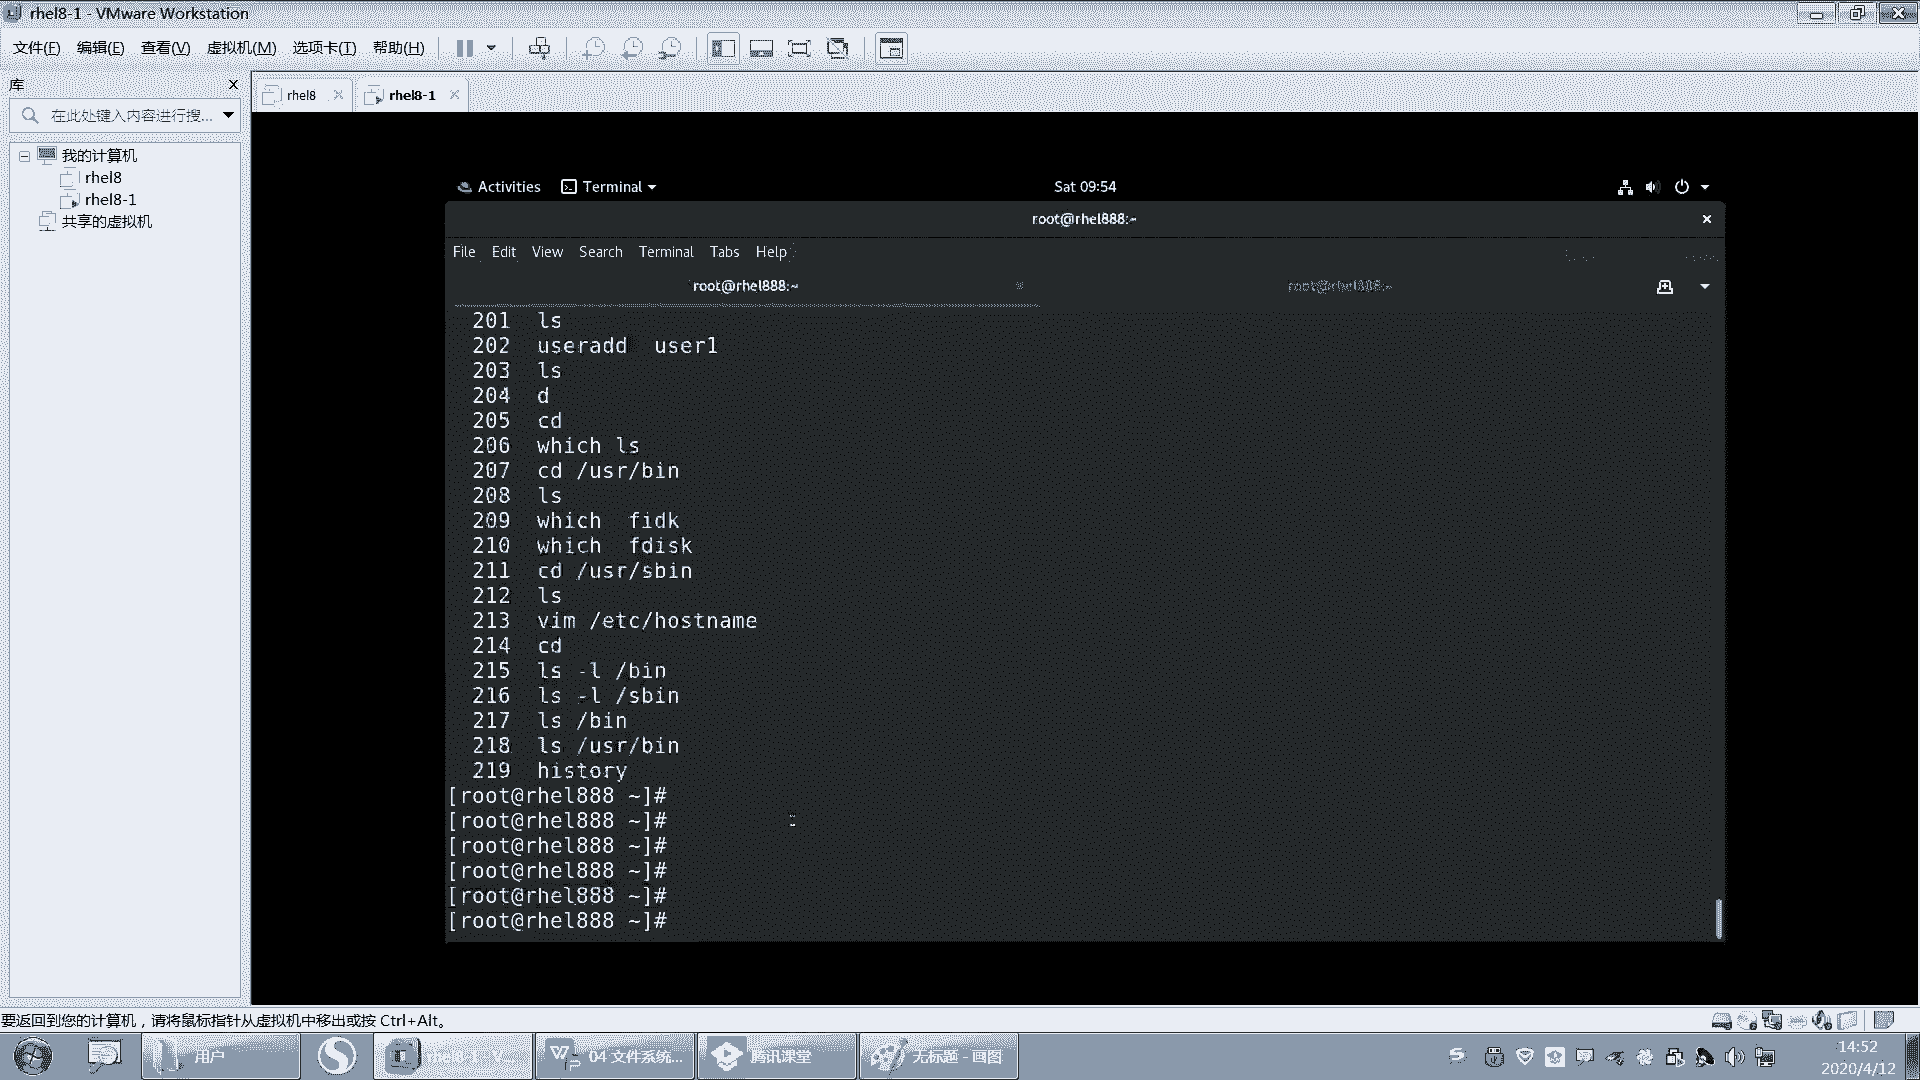 rhel8-1 - VMware Workstation
文件(F) 编辑(E) 查看(V) 虚拟机(M) 选项卡(T) 帮助(H)
库
在此处键入内容进行搜...
我的计算机
rhel8
rhel8-1
共享的虚拟机
rhel8 rhel8-1
Activities Terminal Sat 09:54
root@rhel888:~
File Edit View Search Terminal Tabs Help
root@rhel888:~ root@rhel888:~
201 ls
202 useradd user1
203 ls
204 d
205 cd
206 which ls
207 cd /usr/bin
208 ls
209 which fidk
210 which fdisk
211 cd /usr/sbin
212 ls
213 vim /etc/hostname
214 cd
215 ls -l /bin
216 ls -l /sbin
217 ls /bin
218 ls /usr/bin
219 history
[root@rhel888 ~]#
[root@rhel888 ~]#
[root@rhel888 ~]#
[root@rhel888 ~]#
[root@rhel888 ~]#
[root@rhel888 ~]#
要返回到您的计算机，请将鼠标指针从虚拟机中移出或按 Ctrl+Alt。
用户 rhel8-1 - V... 04 文件系统... 腾讯课堂 无标题 - 画图
14:52
2020/4/12